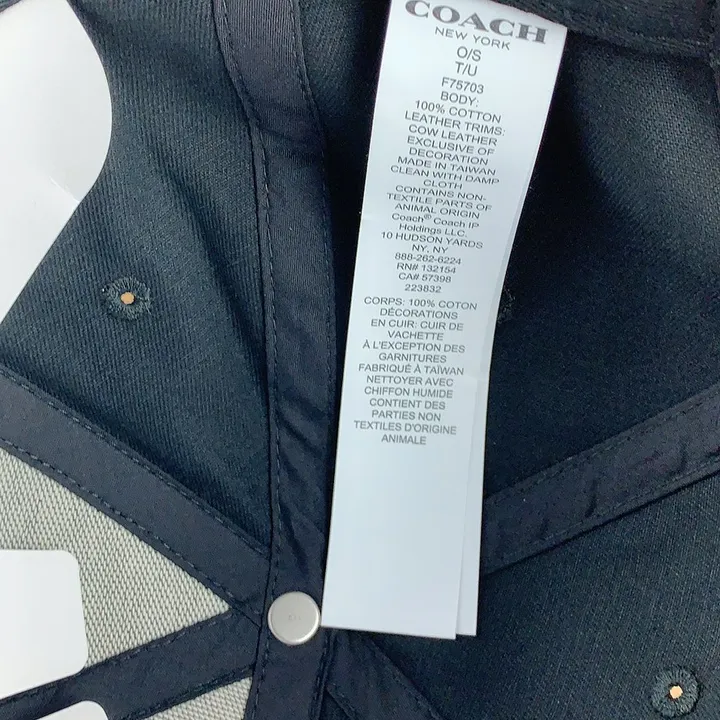 COACH
NEW YORK
O/S
T/U
F75703
BODY:
100% COTTON
LEATHER TRIMS:
COW LEATHER
EXCLUSIVE OF
DECORATION
MADE IN TAIWAN
CLEAN WITH DAMP
CLOTH
CONTAINS NON-
TEXTILE PARTS OF
ANIMAL ORIGIN
Coach® Coach IP
Holdings LLC.
10 HUDSON YARDS
NY, NY
888-262-6224
RN# 132154
CA# 57398
223832
CORPS: 100% COTON
DÉCORATIONS
EN CUIR: CUIR DE
VACHETTE
À L'EXCEPTION DES
GARNITURES
FABRIQUÉ À TAÏWAN
NETTOYER AVEC
CHIFFON HUMIDE
CONTIENT DES
PARTIES NON
TEXTILES D'ORIGINE
ANIMALE